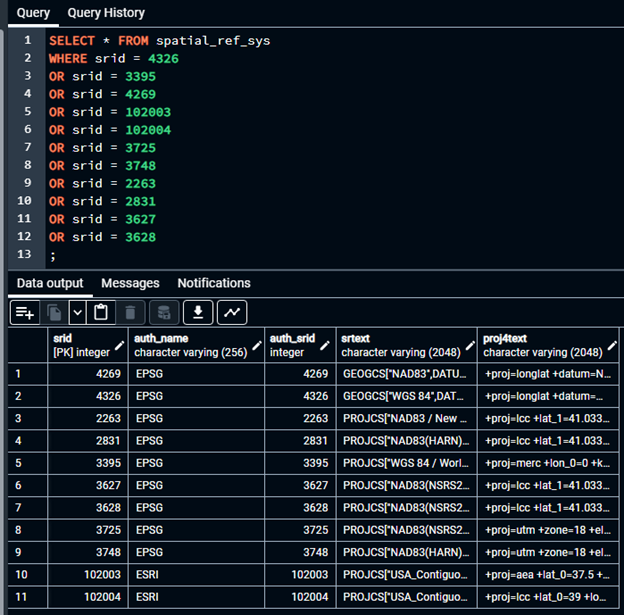 Query Query History
1 SELECT * FROM spatial_ref_sys
2 WHERE srid = 4326
3 OR srid = 3395
4 OR srid = 4269
5 OR srid = 102003
6 OR srid = 102004
7 OR srid = 3725
8 OR srid = 3748
9 OR srid = 2263
10 OR srid = 2831
11 OR srid = 3627
12 OR srid = 3628
13 ;
Data output Messages Notifications
srid auth_name auth_srid srtext proj4text
[PK] integer character varying (256) integer character varying (2048) character varying (2048)
1 4269 EPSG 4269 GEOGCS["NAD83",DATU... +proj=longlat +datum=N...
2 4326 EPSG 4326 GEOGCS["WGS 84",DAT... +proj=longlat +datum=...
3 2263 EPSG 2263 PROJCS["NAD83 / New ... +proj=lcc +lat_1=41.033...
4 2831 EPSG 2831 PROJCS["NAD83(HARN)... +proj=lcc +lat_1=41.033...
5 3395 EPSG 3395 PROJCS["WGS 84 / Worl... +proj=merc +lon_0=0 +k...
6 3627 EPSG 3627 PROJCS["NAD83(NSRS2... +proj=lcc +lat_1=41.033...
7 3628 EPSG 3628 PROJCS["NAD83(NSRS2... +proj=lcc +lat_1=41.033...
8 3725 EPSG 3725 PROJCS["NAD83(NSRS2... +proj=utm +zone=18 +el...
9 3748 EPSG 3748 PROJCS["NAD83(HARN)... +proj=utm +zone=18 +el...
10 102003 ESRI 102003 PROJCS["USA_Contiguo... +proj=aea +lat_0=37.5 +...
11 102004 ESRI 102004 PROJCS["USA_Contiguo... +proj=lcc +lat_0=39 +lo...